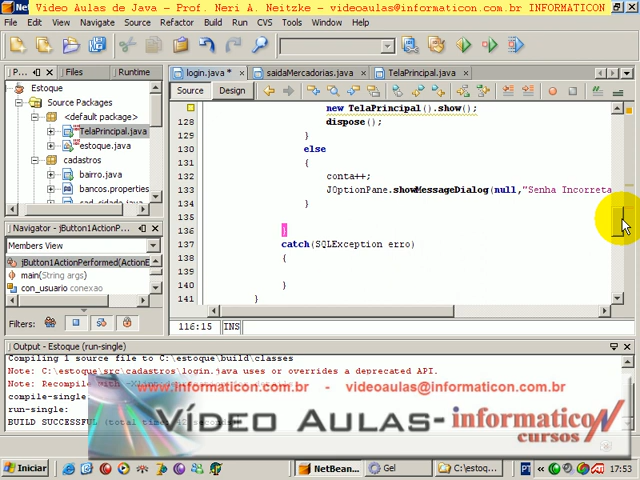 Net
Video Aulas de Java - Prof. Neri A. Neitzke - videoaulas@informaticon.com.br INFORMATICON
File Edit View Navigate Source Refactor Build Run CVS Tools Window Help
P... Files Runtime
login.java * saidaMercadorias.java TelaPrincipal.java
Source Design
Estoque
Source Packages
<default package>
TelaPrincipal.java
estoque.java
cadastros
bairro.java
bancos.properties
cad_cidade.java
new TelaPrincipal().show();
128 dispose();
129 }
130 else
131 {
132 conta++;
133 JOptionPane.showMessageDialog(null,"Senha Incorreta
134 }
135
136 }
137 catch(SQLException erro)
138 {
139
140 }
141 }
Navigator - jButton1ActionP...
Members View
jButton1ActionPerformed(ActionE
main(String args)
con_usuario conexao
Filters:
116:15 INS
Output - Estoque (run-single)
Compiling 1 source file to C:\estoque\build\classes
Note: C:\estoque\src\cadastros\login.java uses or overrides a deprecated API.
Note: Recompile with
compile-single:
run-single:
BUILD SUCCESSFUL (total time:
www.informaticon.com.br - videoaulas@informaticon.com.br
VÍDEO AULAS- informaticoN
cursos
Iniciar NetBean... Gel C:\estoq... PT 17:53